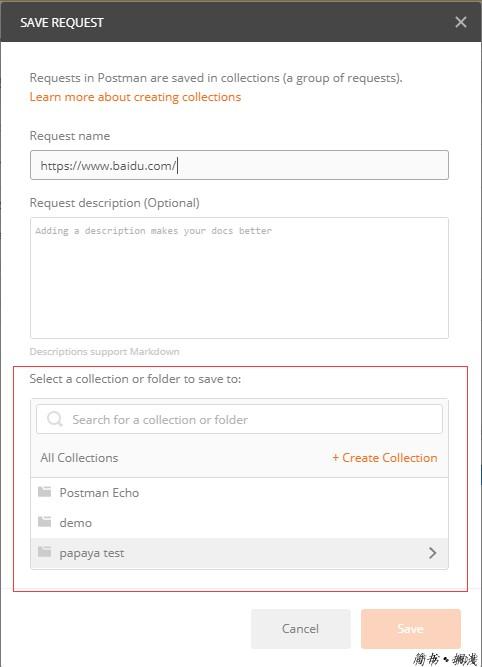 SAVE REQUEST
Requests in Postman are saved in collections (a group of requests).
Learn more about creating collections
Request name
https://www.baidu.com/
Request description (Optional)
Adding a description makes your docs better
Descriptions support Markdown
Select a collection or folder to save to:
Search for a collection or folder
All Collections + Create Collection
Postman Echo
demo
papaya test
Cancel Save
简书·搁浅